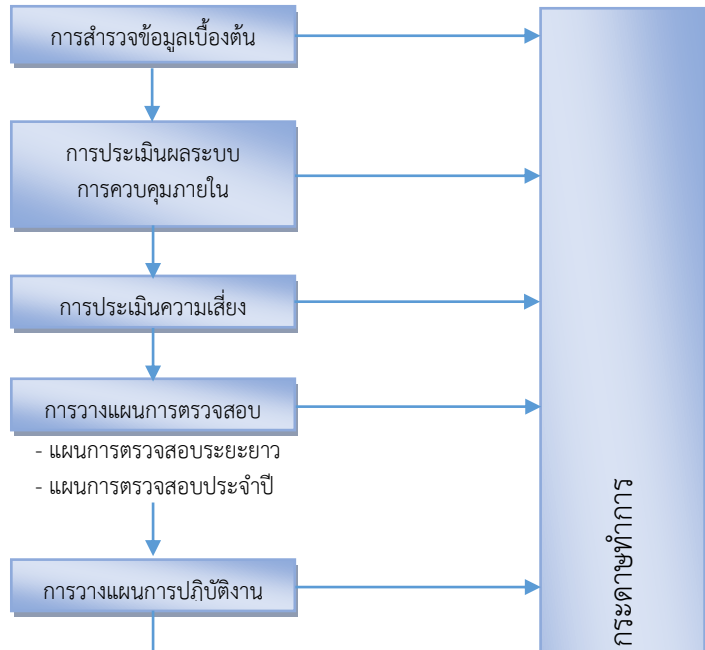 การสำรวจข้อมูลเบื้องต้น
การประเมินผลระบบ
การควบคุมภายใน
การประเมินความเสี่ยง
การวางแผนการตรวจสอบ
- แผนการตรวจสอบระยะยาว
- แผนการตรวจสอบประจำปี
การวางแผนการปฏิบัติงาน
กระดาษทำการ